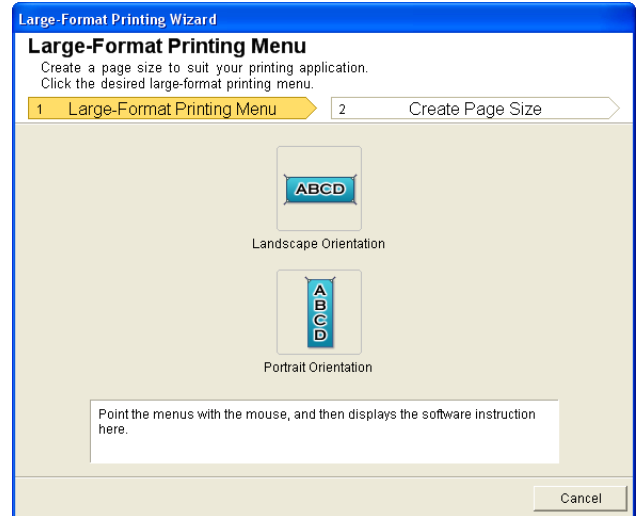 Large-Format Printing Wizard
Large-Format Printing Menu
Create a page size to suit your printing application.
Click the desired large-format printing menu.
1 Large-Format Printing Menu 2 Create Page Size
ABCD
Landscape Orientation
A
B
C
D
Portrait Orientation
Point the menus with the mouse, and then displays the software instruction
here.
Cancel